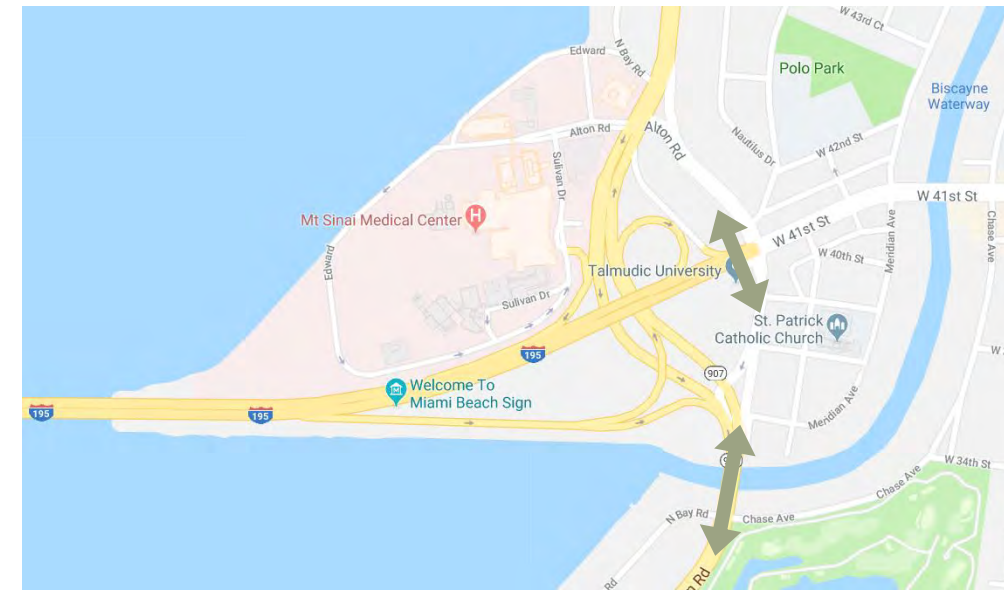 W 43rd Ct
Edward
N Bay Rd
Polo Park
Biscayne
Waterway
Alton Rd
Alton Rd
Nautilus Dr
W 42nd St
Sullivan Dr
W 41st St
Mt Sinai Medical Center
H
W 41st St
Chase Ave
Meridian Ave
Edward
W 40th St
Talmudic University
Sullivan Dr
St. Patrick
Catholic Church
195
W
907
Welcome To
Miami Beach Sign
195
195
Meridian Ave
W 34th St
Chase Ave
N Bay Rd
Chase Ave
Rd
n Rd